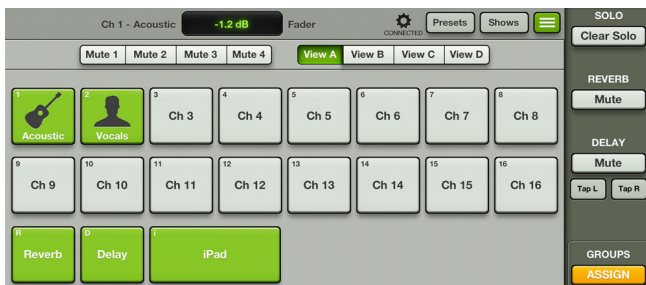 Ch 1 - Acoustic -1.2 dB Fader CONNECTED Presets Shows
Mute 1 Mute 2 Mute 3 Mute 4 View A View B View C View D
1 Acoustic
2 Vocals
3 Ch 3
4 Ch 4
5 Ch 5
6 Ch 6
7 Ch 7
8 Ch 8
9 Ch 9
10 Ch 10
11 Ch 11
12 Ch 12
13 Ch 13
14 Ch 14
15 Ch 15
16 Ch 16
R Reverb
D Delay
i iPad
SOLO
Clear Solo
REVERB
Mute
DELAY
Mute
Tap L Tap R
GROUPS
ASSIGN